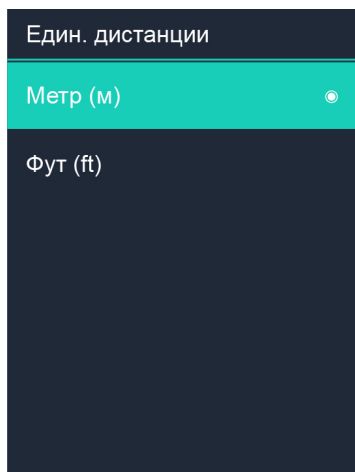 Един. дистанции
Метр (м)
Фут (ft)